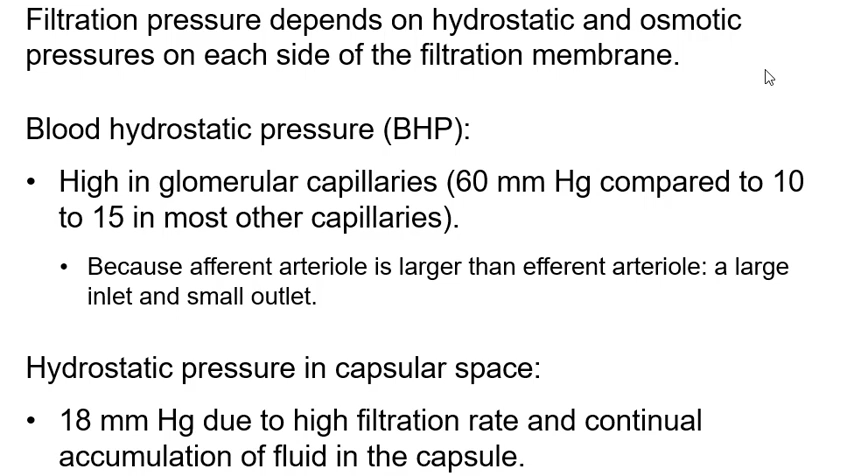 Filtration pressure depends on hydrostatic and osmotic
pressures on each side of the filtration membrane.
Blood hydrostatic pressure (BHP):
• High in glomerular capillaries (60 mm Hg compared to 10
to 15 in most other capillaries).
• Because afferent arteriole is larger than efferent arteriole: a large
inlet and small outlet.
Hydrostatic pressure in capsular space:
• 18 mm Hg due to high filtration rate and continual
accumulation of fluid in the capsule.